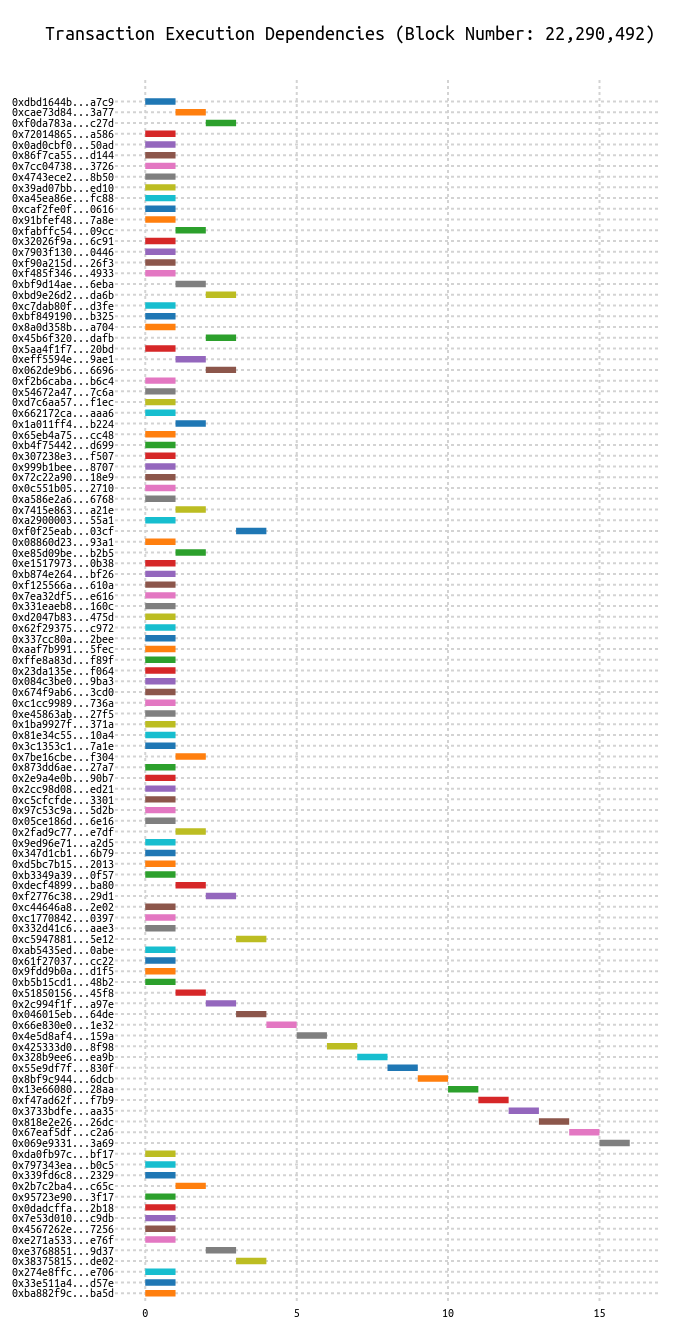 Transaction Execution Dependencies (Block Number: 22,290,492)
0xdbd1644b...a7c9
0xcae73d84...3a77
0xf0da783a...c27d
0x72014865...a586
0x0ad0cbf0...50ad
0x86f7ca55...d144
0x7cc04738...3726
0x4743ece2...8b50
0x39ad07bb...ed10
0xa45ea86e...fc88
0xcaf2fe0f...0616
0x91bfef48...7a8e
0xfabffc54...09cc
0x32026f9a...6c91
0x7903f130...0446
0xf90a215d...26f3
0xf485f346...4933
0xbf9d14ae...6eba
0xbd9e26d2...da6b
0xc7dab80f...d3fe
0xbf849190...b325
0x8a0d358b...a704
0x45b6f320...dafb
0x5aa4f1f7...20bd
0xeff5594e...9ae1
0x062de9b6...6696
0xf2b6caba...b6c4
0x54672a47...7c6a
0xd7c6aa57...f1ec
0x662172ca...aaa6
0x1a011ff4...b224
0x65eb4a75...cc48
0xb4f75442...d699
0x307238e3...f507
0x999b1bee...8707
0x72c22a90...18e9
0x0c551b05...2710
0xa586e2a6...6768
0x7415e863...a21e
0xa2900003...55a1
0xf0f25eab...03cf
0x08860d23...93a1
0xe85d09be...b2b5
0xe1517973...0b38
0xb874e264...bf26
0xf125566a...610a
0x7ea32df5...e616
0x331eaeb8...160c
0xd2047b83...475d
0x62f29375...c972
0x337cc80a...2bee
0xaaf7b991...5fec
0xffe8a83d...f89f
0x23da135e...f064
0x084c3be0...9ba3
0x674f9ab6...3cd0
0xc1cc9989...736a
0xe45863ab...27f5
0x1ba9927f...371a
0x81e34c55...10a4
0x3c1353c1...7a1e
0x7be16cbe...f304
0x873dd6ae...27a7
0x2e9a4e0b...90b7
0x2cc98d08...ed21
0xc5cfcfde...3301
0x97c53c9a...5d2b
0x05ce186d...6e16
0x2fad9c77...e7df
0x9ed96e71...a2d5
0x347d1cb1...6b79
0xd5bc7b15...2013
0xb3349a39...0f57
0xdecf4899...ba80
0xf2776c38...29d1
0xc44646a8...2e02
0xc1770842...0397
0x332d41c6...aae3
0xc5947881...5e12
0xab5435ed...0abe
0x61f27037...cc22
0x9fdd9b0a...d1f5
0xb5b15cd1...48b2
0x51850156...45f8
0x2c994f1f...a97e
0x046015eb...64de
0x66e830e0...1e32
0x4e5d8af4...159a
0x425333d0...8f98
0x328b9ee6...ea9b
0x55e9df7f...830f
0x8bf9c944...6dcb
0x13e66080...28aa
0xf47ad62f...f7b9
0x3733bdfe...aa35
0x818e2e26...26dc
0x67eaf5df...c2a6
0x069e9331...3a69
0xda0fb97c...bf17
0x797343ea...b0c5
0x339fd6c8...2329
0x2b7c2ba4...c65c
0x95723e90...3f17
0x0dadcffa...2b18
0x7e53d010...c9db
0x4567262e...7256
0xe271a533...e76f
0xe3768851...9d37
0x38375815...de02
0x274e8ffc...e706
0x33e511a4...d57e
0xba882f9c...ba5d
0 5 10 15